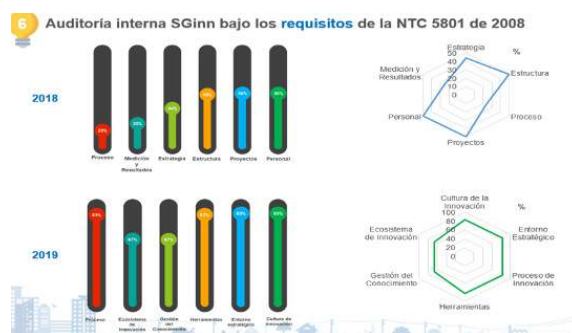 6 Auditoría interna SGinn bajo los requisitos de la NTC 5801 de 2008
2018
Proceso
Medición
y
Resultados
Estrategia
Estructura
Proyectos
Personal
Estrategia
%
50
40
30
20
10
0
Estructura
Proceso
Proyectos
Personal
Medición y
Resultados
2019
67%
67%
Proceso
Ecosistema
de
Innovación
Gestión
del
Conocimiento
Herramientas
Entorno
estratégico
Cultura de
Innovación
Cultura de la
Innovación
%
100
80
60
40
20
0
Entorno
Estratégico
Proceso de
Innovación
Herramientas
Gestión del
Conocimiento
Ecosistema
de Innovación